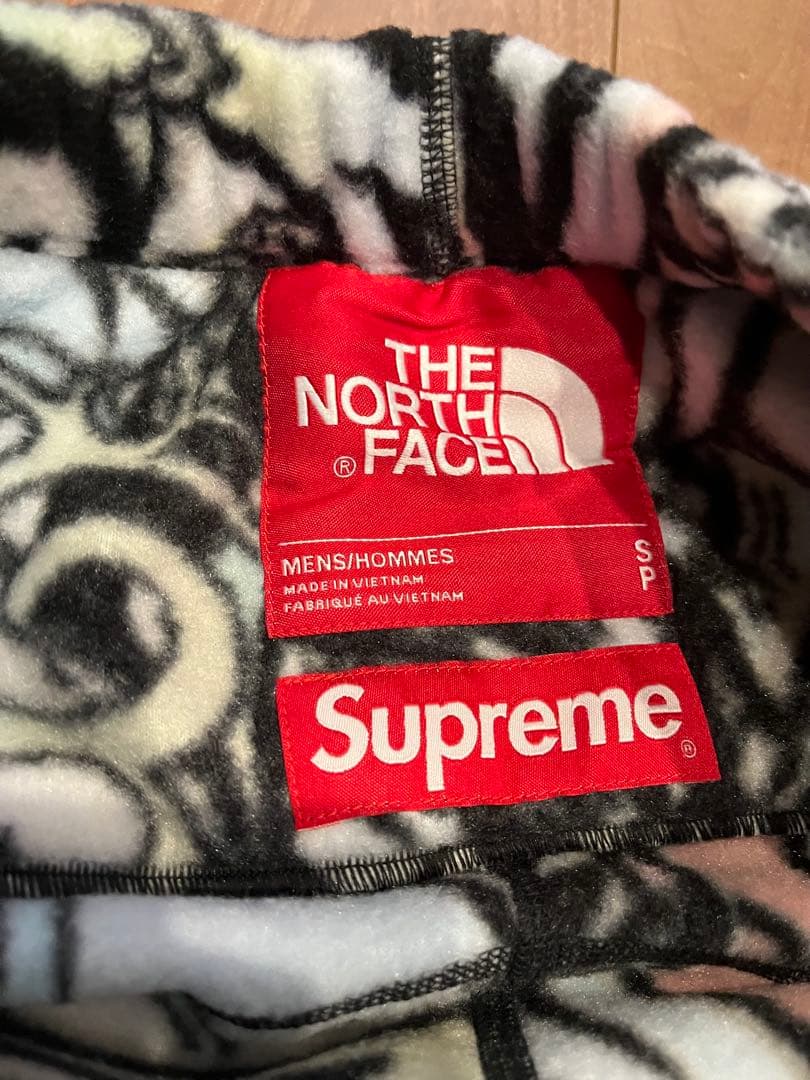 THE
NORTH
® FACE
MENS/HOMMES
MADE IN VIETNAM
FABRIQUÉ AU VIETNAM
S
P
Supreme®